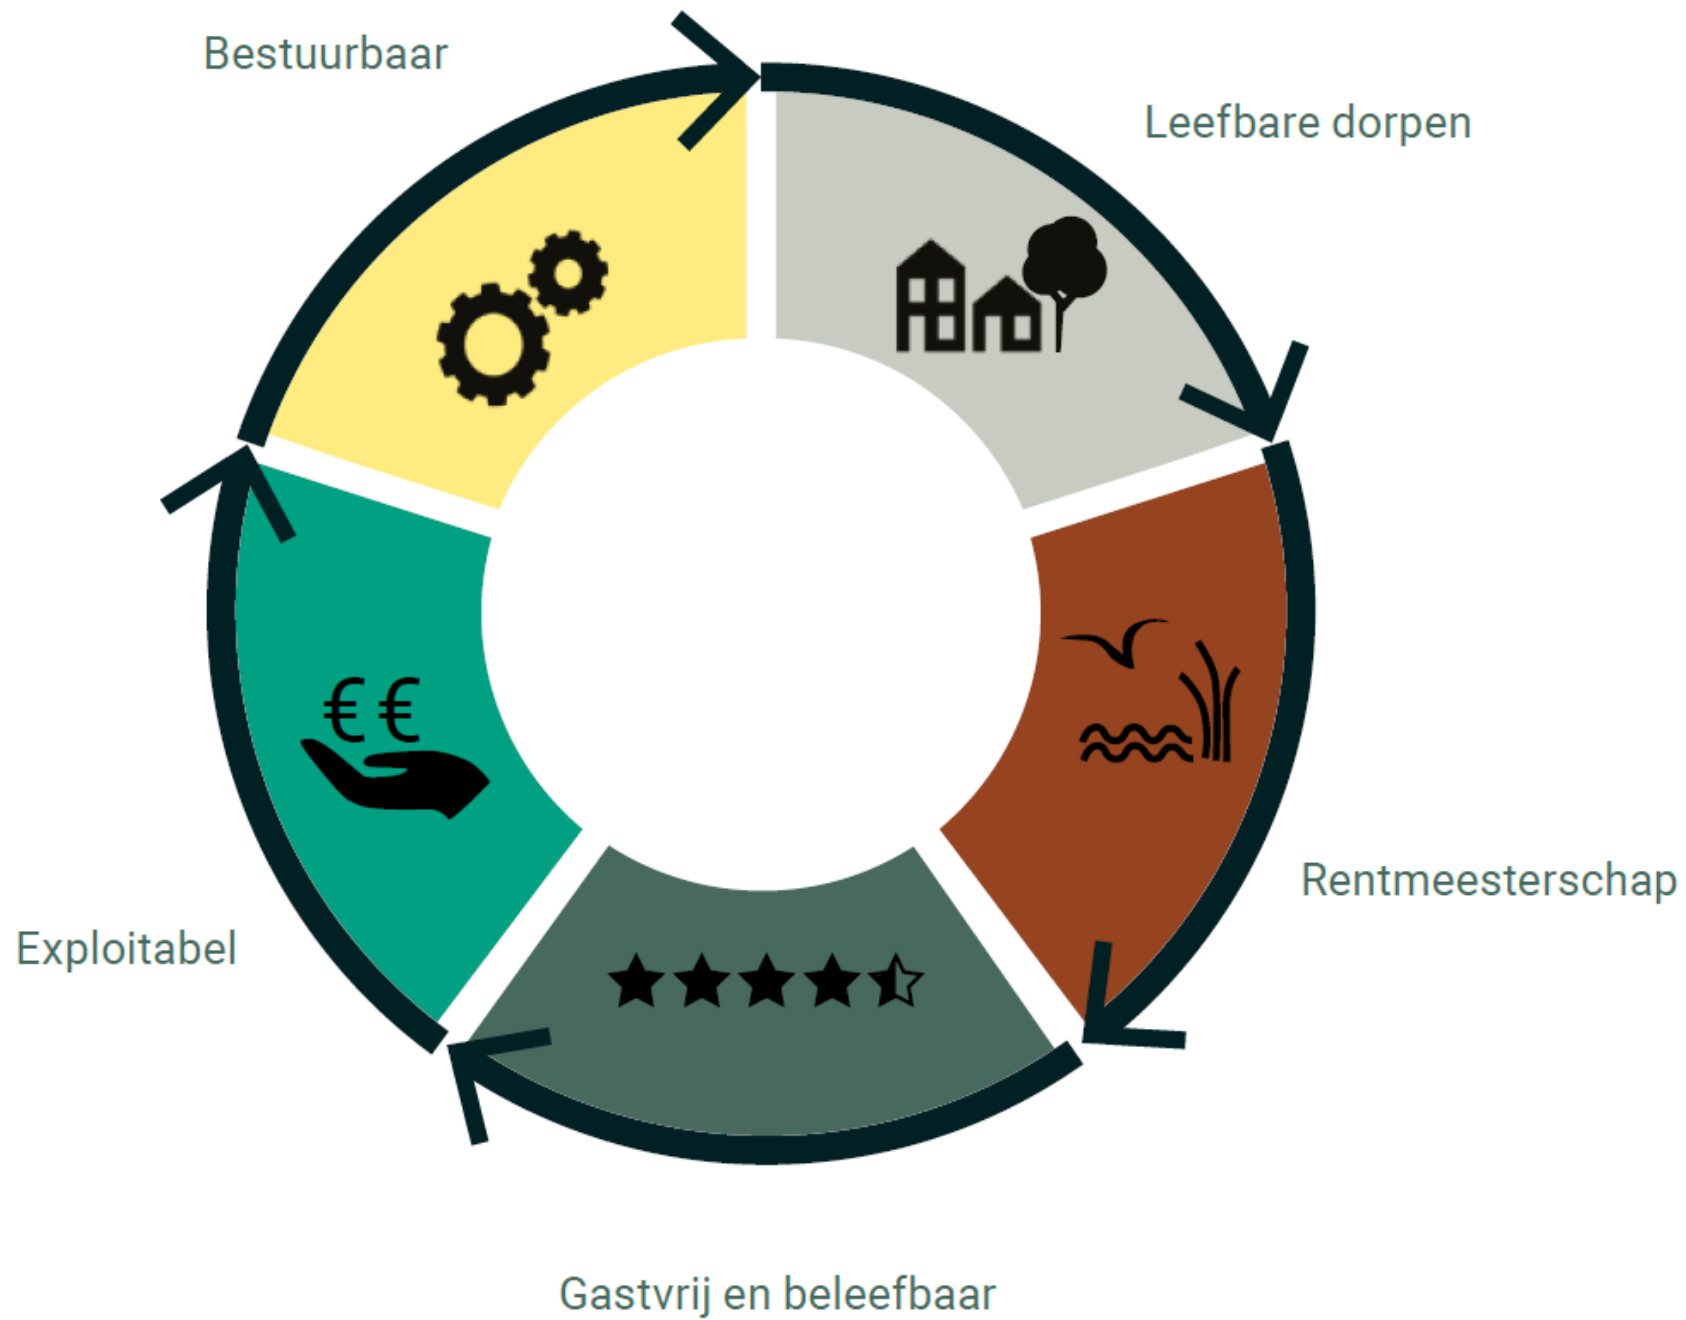 Bestuurbaar
Leefbare dorpen
€€
Rentmeesterschap
Exploitabel
Gastvrij en beleefbaar